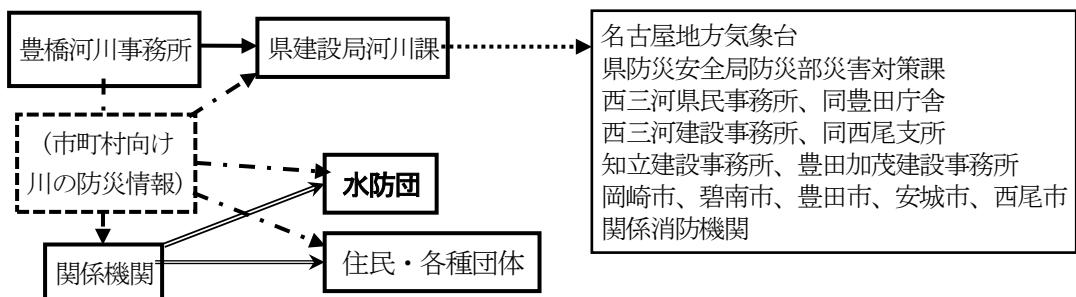 豊橋河川事務所
県建設局河川課
名古屋地方気象台
県防災安全局防災部災害対策課
西三河県民事務所、同豊田庁舎
西三河建設事務所、同西尾支所
知立建設事務所、豊田加茂建設事務所
岡崎市、碧南市、豊田市、安城市、西尾市
関係消防機関
(市町村向け
川の防災情報)
水防団
関係機関
住民・各種団体